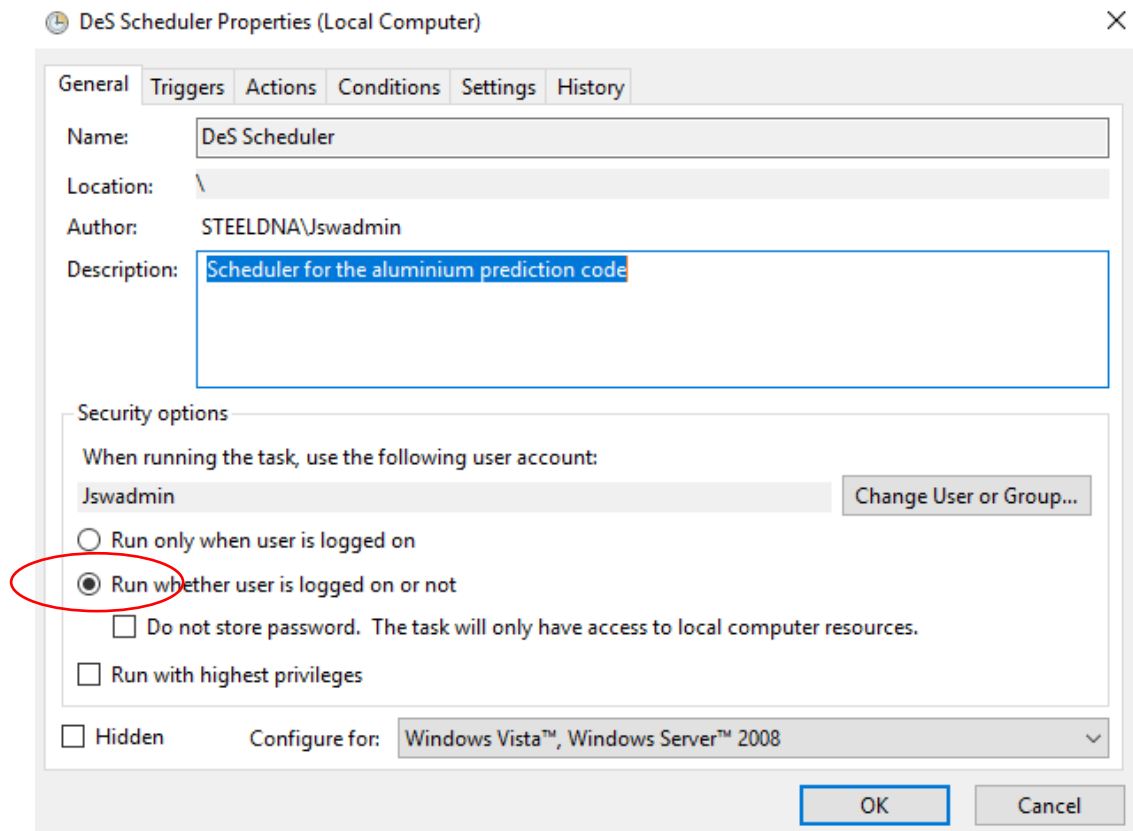 DeS Scheduler Properties (Local Computer)
General Triggers Actions Conditions Settings History
Name: DeS Scheduler
Location: \
Author: STEELDNA\Jswadmin
Description: Scheduler for the aluminium prediction code
Security options
When running the task, use the following user account:
Jswadmin Change User or Group...
Run only when user is logged on
Run whether user is logged on or not
Do not store password. The task will only have access to local computer resources.
Run with highest privileges
Hidden Configure for: Windows Vista™, Windows Server™ 2008
OK Cancel